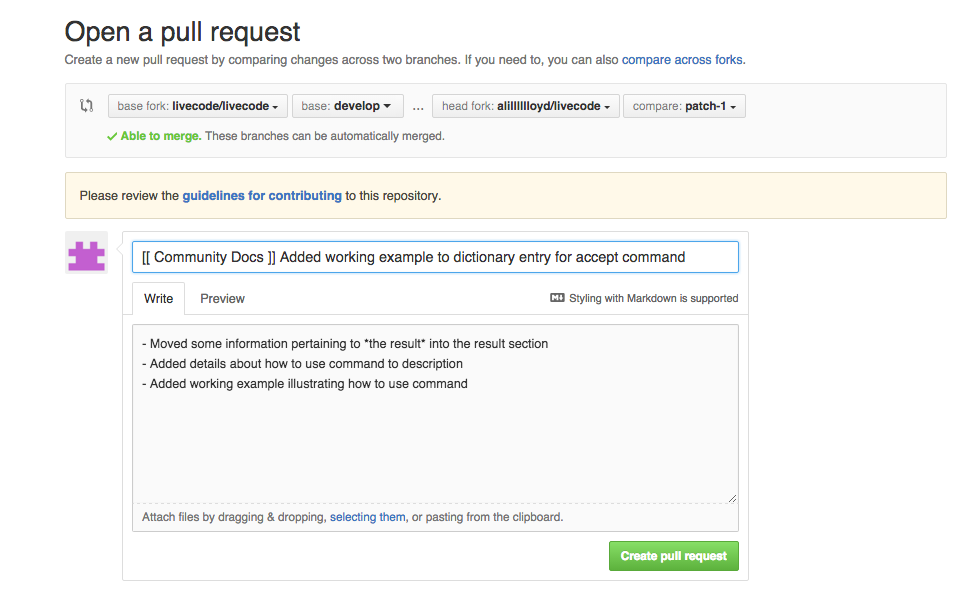 Open a pull request
Create a new pull request by comparing changes across two branches. If you need to, you can also compare across forks.
base fork: livecode/livecode base: develop ... head fork: alilllllloyd/livecode compare: patch-1
Able to merge. These branches can be automatically merged.
Please review the guidelines for contributing to this repository.
[[ Community Docs ]] Added working example to dictionary entry for accept command
Write Preview Styling with Markdown is supported
- Moved some information pertaining to *the result* into the result section
- Added details about how to use command to description
- Added working example illustrating how to use command
Attach files by dragging & dropping, selecting them, or pasting from the clipboard.
Create pull request